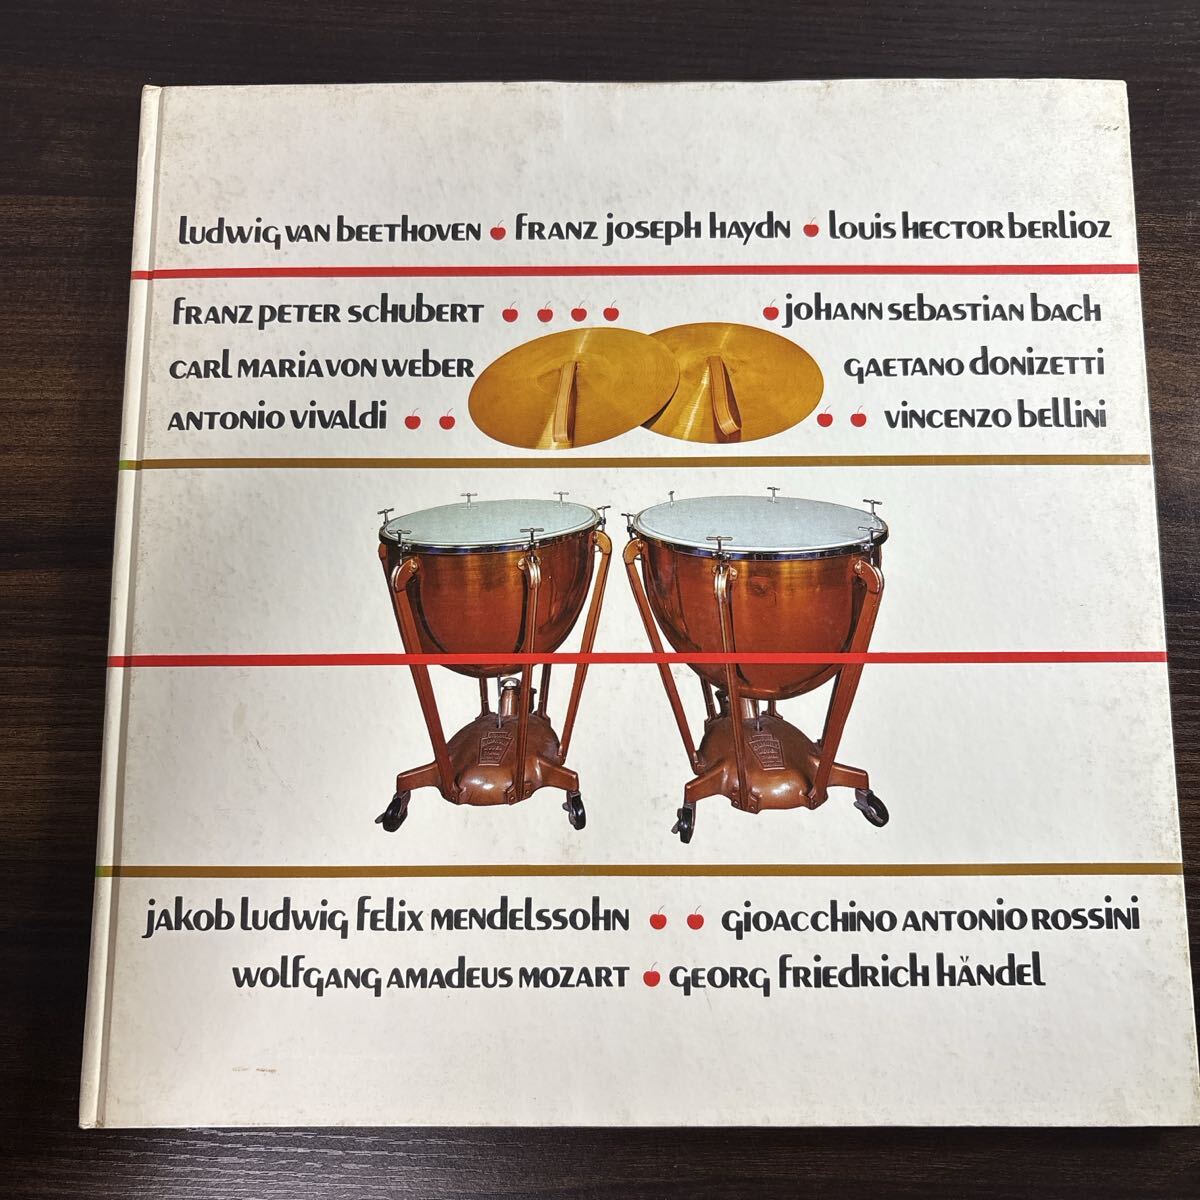 ludwig van Beethoven • franz joseph haydn • louis hector berlioz
franz peter schubert • • • • • johann sebastian bach
carl maria von weber gaetano donizetti
antonio vivaldi • • • • vincenzo bellini
jakob ludwig felix mendelssohn • • gioacchino antonio rossini
wolfgang amadeus mozart • georg friedrich händel